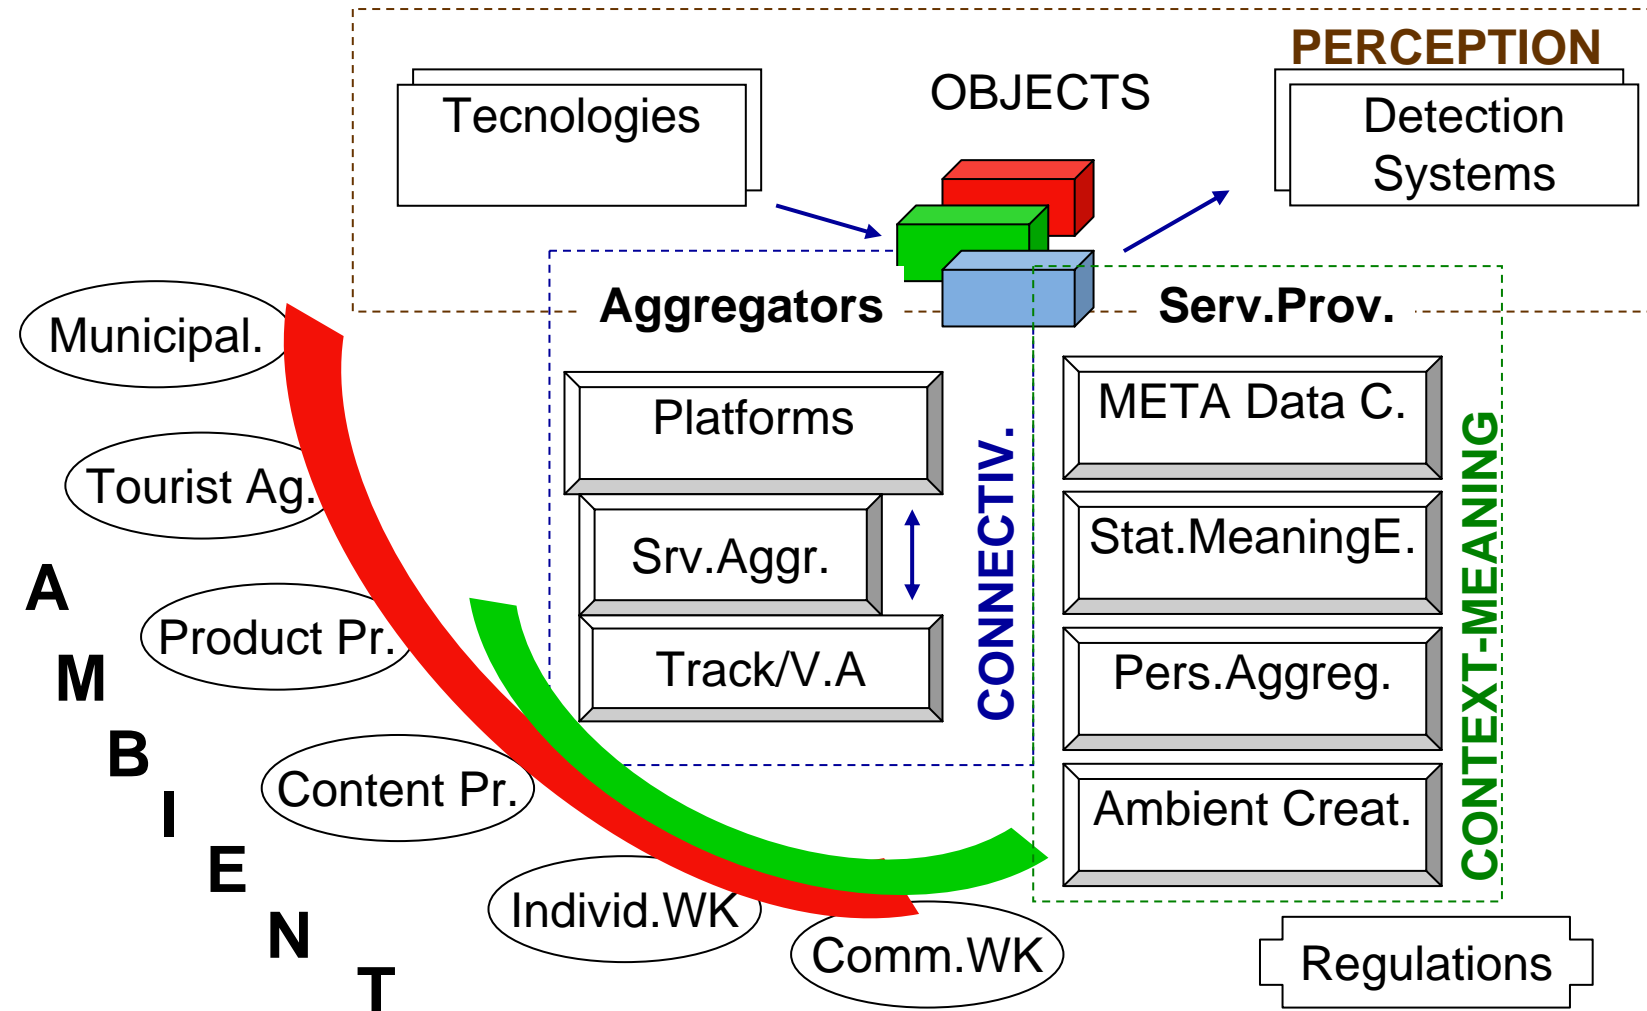 PERCEPTION
Tecnologies
OBJECTS
Detection
Systems
Aggregators
Serv.Prov.
Municipal.
Tourist Ag.
Product Pr.
Content Pr.
Individ.WK
Comm.WK
AMBIENT
Platforms
Srv.Aggr.
Track/V.A
CONNECTIV.
META Data C.
Stat.MeaningE.
Pers.Aggreg.
Ambient Creat.
CONTEXT-MEANING
Regulations